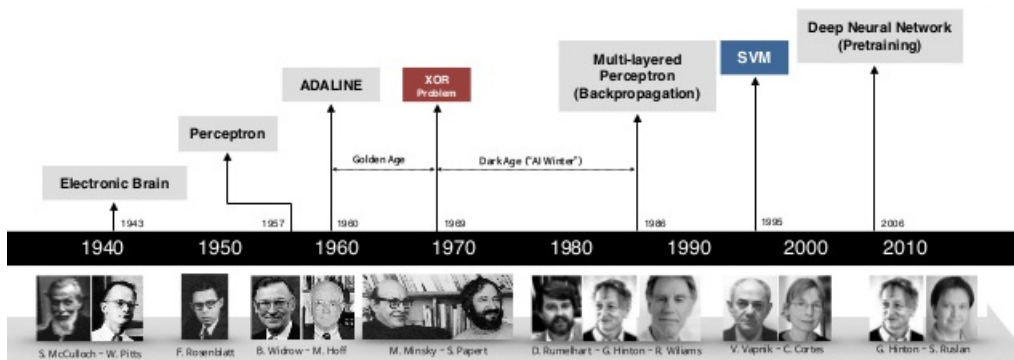 Deep Neural Network
(Pretraining)
Multi-layered
Perceptron
(Backpropagation)
SVM
ADALINE
XOR
Problem
Perceptron
Golden Age
Dark Age ("AI Winter")
Electronic Brain
1943
1957
1960
1969
1986
1995
2006
1940
1950
1960
1970
1980
1990
2000
2010
S. McCulloch – W. Pitts
F. Rosenblatt
B. Widrow – M. Hoff
M. Minsky – S. Papert
D. Rumelhart – G. Hinton – R. Wiliams
V. Vapnik – C. Cortes
G. Hinton – S. Ruslan